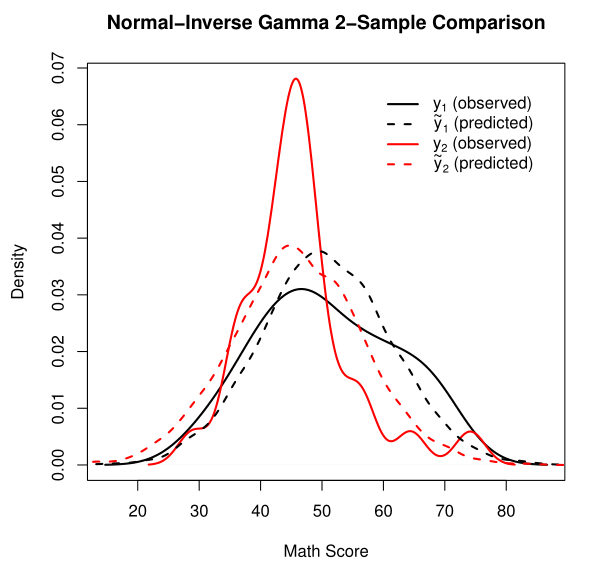 Normal−Inverse Gamma 2−Sample Comparison
0.07
0.06
0.05
0.04
0.03
0.02
0.01
0.00
Density
y₁ (observed)
ỹ₁ (predicted)
y₂ (observed)
ỹ₂ (predicted)
20 30 40 50 60 70 80
Math Score